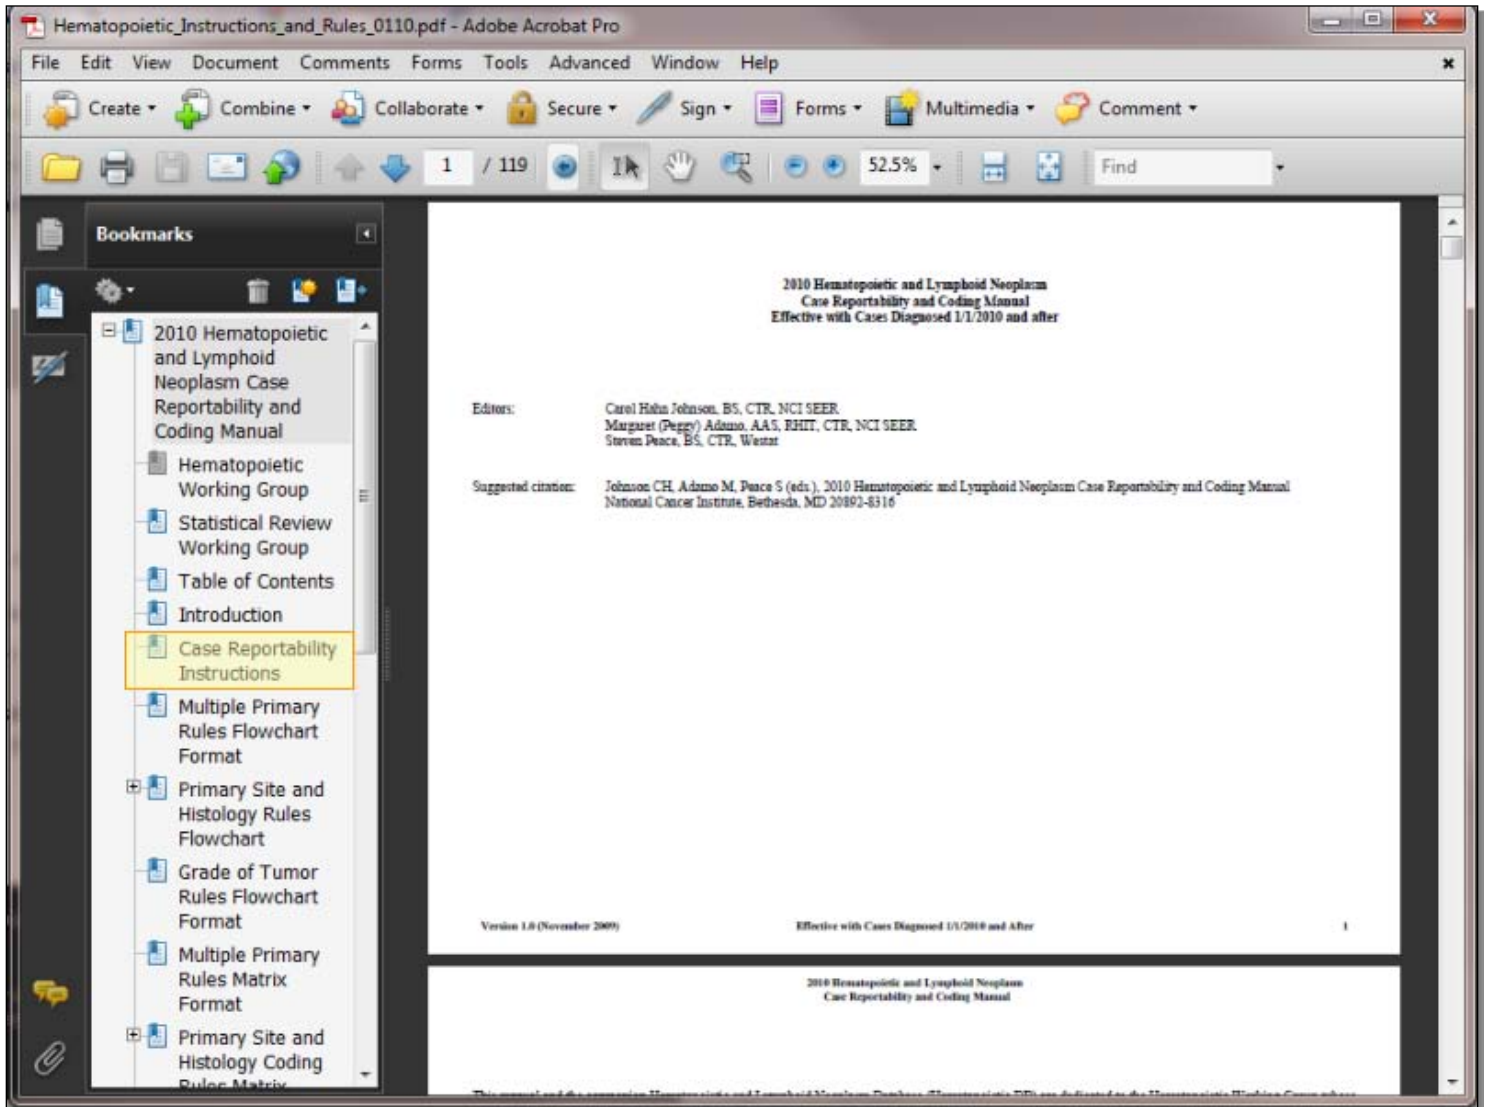 Hematopoietic_Instructions_and_Rules_0110.pdf - Adobe Acrobat Pro
File Edit View Document Comments Forms Tools Advanced Window Help
Create Combine Collaborate Secure Sign Forms Multimedia Comment
1 / 119 52.5% Find
Bookmarks
2010 Hematopoietic
and Lymphoid
Neoplasm Case
Reportability and
Coding Manual
Hematopoietic
Working Group
Statistical Review
Working Group
Table of Contents
Introduction
Case Reportability
Instructions
Multiple Primary
Rules Flowchart
Format
Primary Site and
Histology Rules
Flowchart
Grade of Tumor
Rules Flowchart
Format
Multiple Primary
Rules Matrix
Format
Primary Site and
Histology Coding
Rules Matrix
2010 Hematopoietic and Lymphoid Neoplasm
Case Reportability and Coding Manual
Effective with Cases Diagnosed 1/1/2010 and after
Editors: Carol Hahn Johnson, BS, CTR, NCI SEER
Margaret (Peggy) Adamo, AAS, RHIT, CTR, NCI SEER
Steven Peace, BS, CTR, Westat
Suggested citation: Johnson CH, Adamo M, Peace S (eds.), 2010 Hematopoietic and Lymphoid Neoplasm Case Reportability and Coding Manual
National Cancer Institute, Bethesda, MD 20892-8316
Version 1.0 (November 2009) Effective with Cases Diagnosed 1/1/2010 and After 1
2010 Hematopoietic and Lymphoid Neoplasm
Case Reportability and Coding Manual